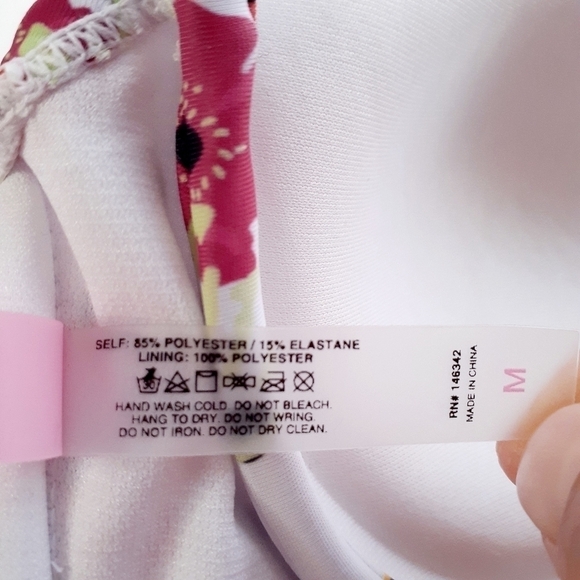 SELF: 85% POLYESTER / 15% ELASTANE
LINING: 100% POLYESTER
30
HAND WASH COLD. DO NOT BLEACH.
HANG TO DRY. DO NOT WRING.
DO NOT IRON. DO NOT DRY CLEAN.
RN# 146342
MADE IN CHINA
M